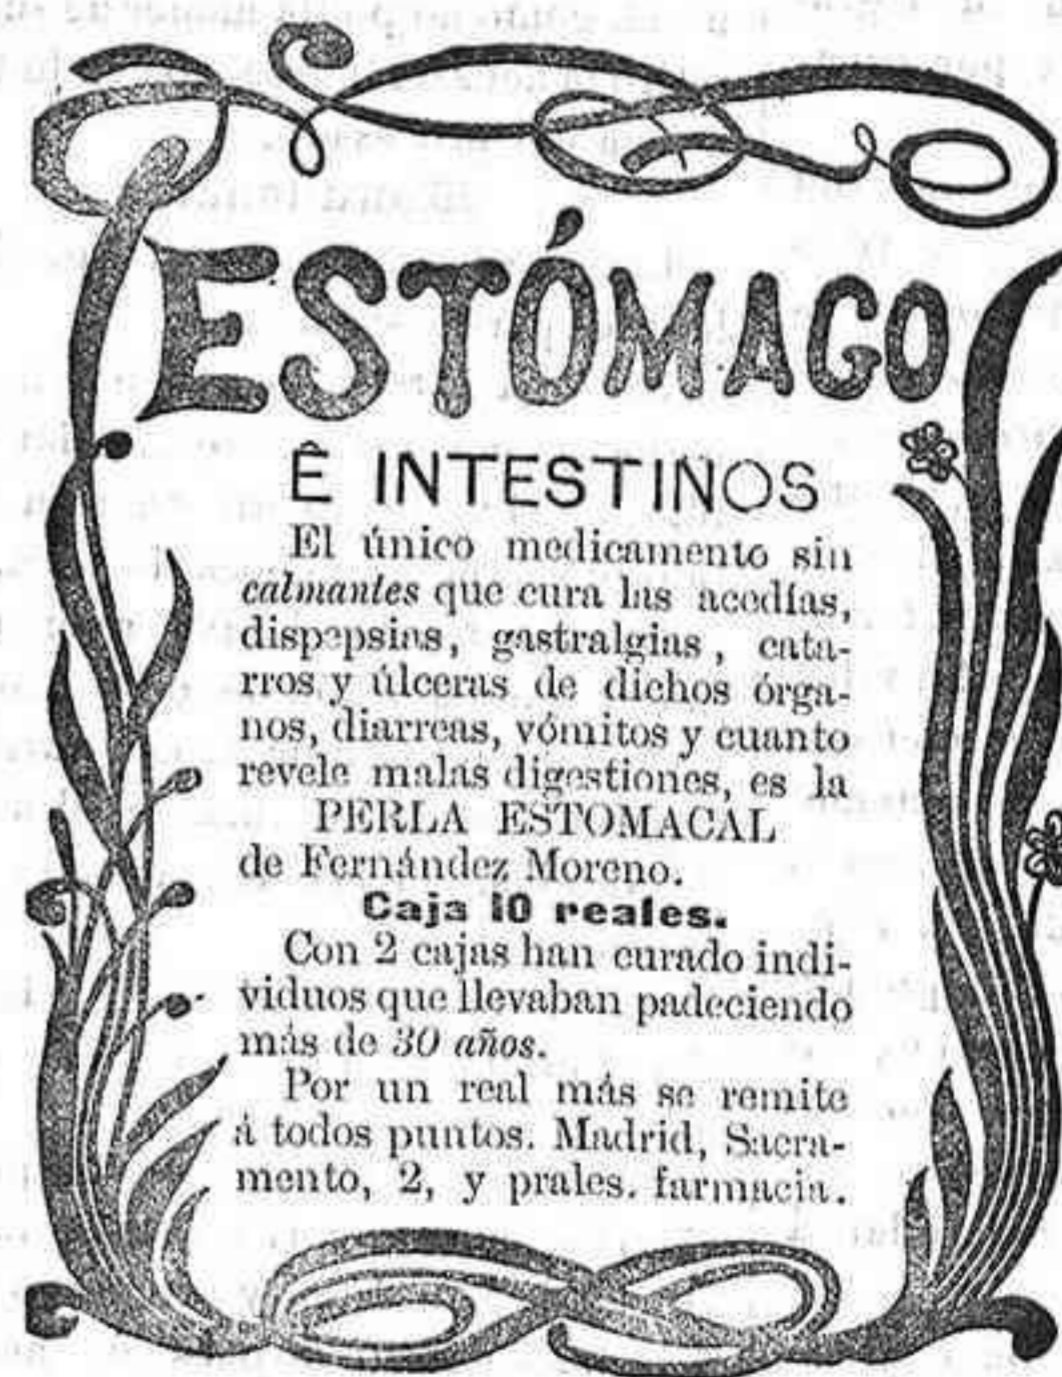 ESTÓMAGO
Ê INTESTINOS
El único medicamento sin
calmantes que cura las acedías,
dispepsias, gastralgias, cata-
rros y úlceras de dichos órga-
nos, diarreas, vómitos y cuanto
revele malas digestiones, es la
PERLA ESTOMACAL
de Fernández Moreno.
Caja 10 reales.
Con 2 cajas han curado indi-
viduos que llevaban padeciendo
más de 30 años.
Por un real más se remite
á todos puntos. Madrid, Sacra-
mento, 2, y prales. farmacia.